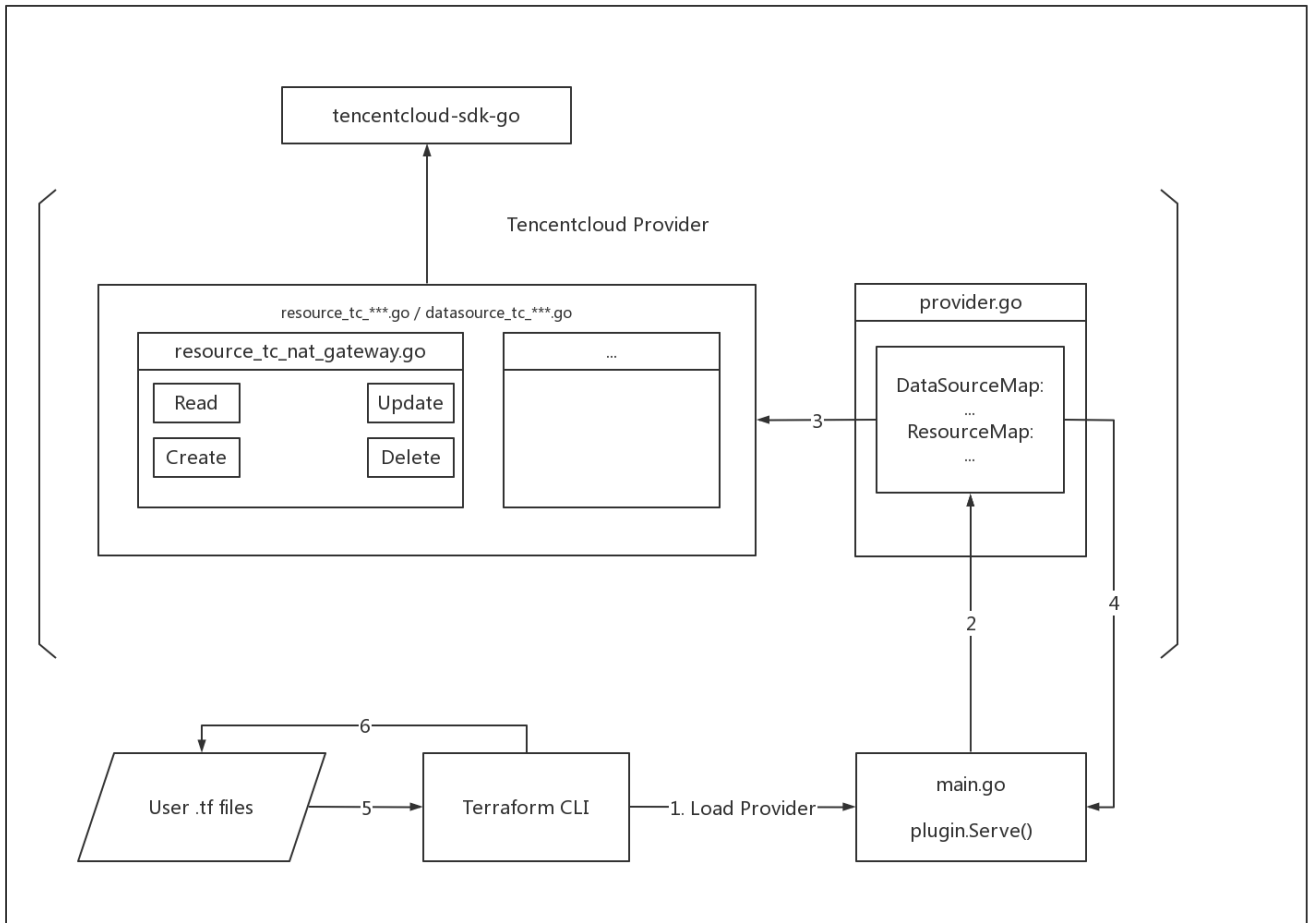 tencentcloud-sdk-go
Tencentcloud Provider
resource_tc_***.go / datasource_tc_***.go
resource_tc_nat_gateway.go
Read
Update
Create
Delete
...
provider.go
DataSourceMap:
...
ResourceMap:
...
3
4
2
6
User .tf files
5
Terraform CLI
1. Load Provider
main.go
plugin.Serve()